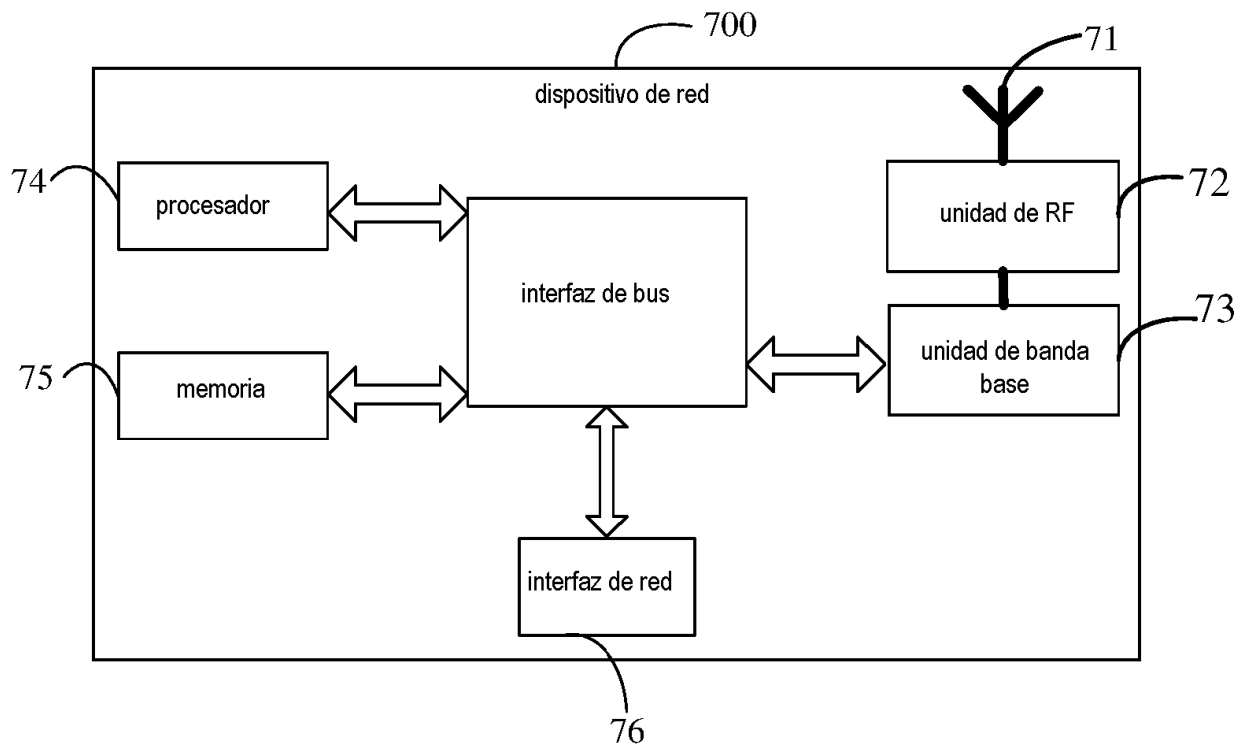 700
71
dispositivo de red
74
procesador
72
unidad de RF
interfaz de bus
73
unidad de banda
base
75
memoria
interfaz de red
76